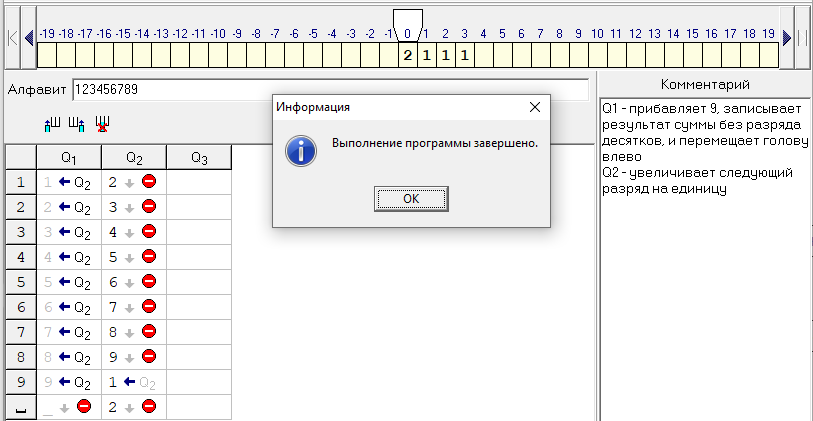 -19 -18 -17 -16 -15 -14 -13 -12 -11 -10 -9 -8 -7 -6 -5 -4 -3 -2 -1 0 1 2 3 4 5 6 7 8 9 10 11 12 13 14 15 16 17 18 19
2 1 1 1
Алфавит 123456789
Информация
Выполнение программы завершено.
OK
Комментарий
Q1 - прибавляет 9, записывает
результат суммы без разряда
десятков, и перемещает голову
влево
Q2 - увеличивает следующий
разряд на единицу
Q1 Q2 Q3
1 1 ← Q2 2 ↓
2 2 ← Q2 3 ↓
3 3 ← Q2 4 ↓
4 4 ← Q2 5 ↓
5 5 ← Q2 6 ↓
6 6 ← Q2 7 ↓
7 7 ← Q2 8 ↓
8 8 ← Q2 9 ↓
9 9 ← Q2 1 ← Q2
␣ _ ↓ 2 ↓